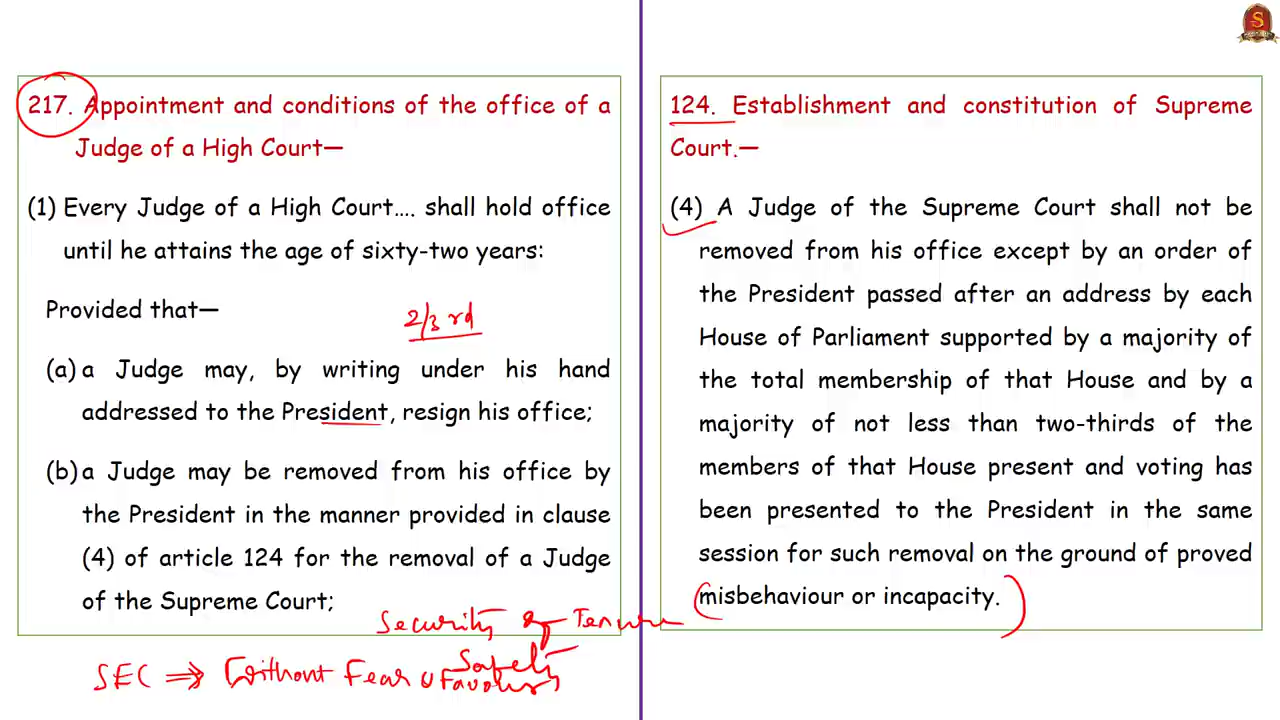 217. Appointment and conditions of the office of a
Judge of a High Court—
(1) Every Judge of a High Court.... shall hold office
until he attains the age of sixty-two years:
Provided that—
2/3 rd
(a) a Judge may, by writing under his hand
addressed to the President, resign his office;
(b) a Judge may be removed from his office by
the President in the manner provided in clause
(4) of article 124 for the removal of a Judge
of the Supreme Court;
Security of Tenure
Safety
SEC ⇒ Without Fear Favour
124. Establishment and constitution of Supreme
Court.—
(4) A Judge of the Supreme Court shall not be
removed from his office except by an order of
the President passed after an address by each
House of Parliament supported by a majority of
the total membership of that House and by a
majority of not less than two-thirds of the
members of that House present and voting has
been presented to the President in the same
session for such removal on the ground of proved
misbehaviour or incapacity.
S